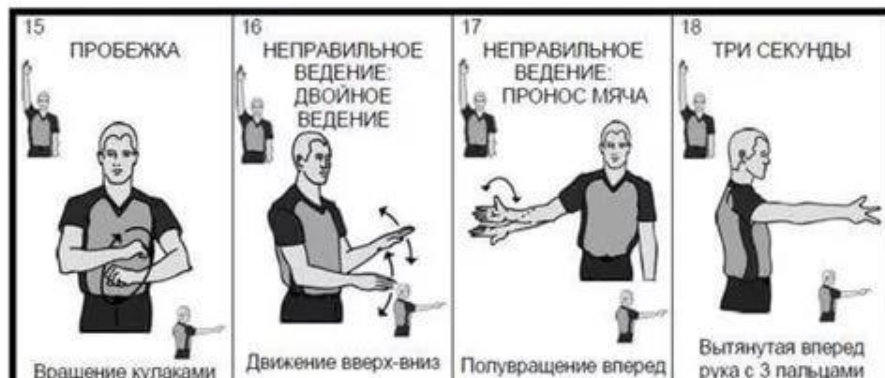 15
ПРОБЕЖКА
Вращение кулаками
16
НЕПРАВИЛЬНОЕ
ВЕДЕНИЕ:
ДВОЙНОЕ
ВЕДЕНИЕ
Движение вверх-вниз
17
НЕПРАВИЛЬНОЕ
ВЕДЕНИЕ:
ПРОНОС МЯЧА
Полувращение вперед
18
ТРИ СЕКУНДЫ
Вытянутая вперед
рука с 3 пальцами